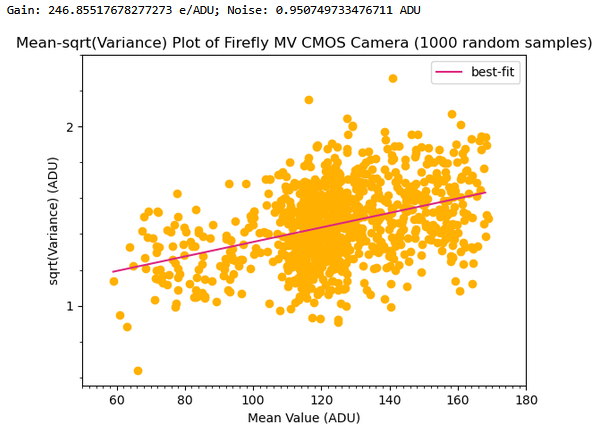 Gain: 246.85517678277273 e/ADU; Noise: 0.950749733476711 ADU
Mean-sqrt(Variance) Plot of Firefly MV CMOS Camera (1000 random samples)
best-fit
sqrt(Variance) (ADU)
2
1
60 80 100 120 140 160 180
Mean Value (ADU)